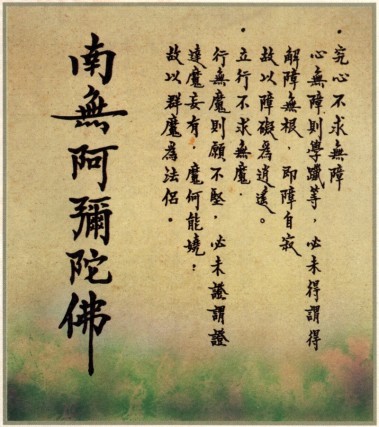 ・究心不求無障
心無障則學躐等，必未得謂得
解障無根，即障自寂
故以障礙為逍遙。
・立行不求無魔・
行無魔則願不堅，必未證謂證
達魔妄有，魔何能嬈；
故以群魔為法侶。
南無阿彌陀佛